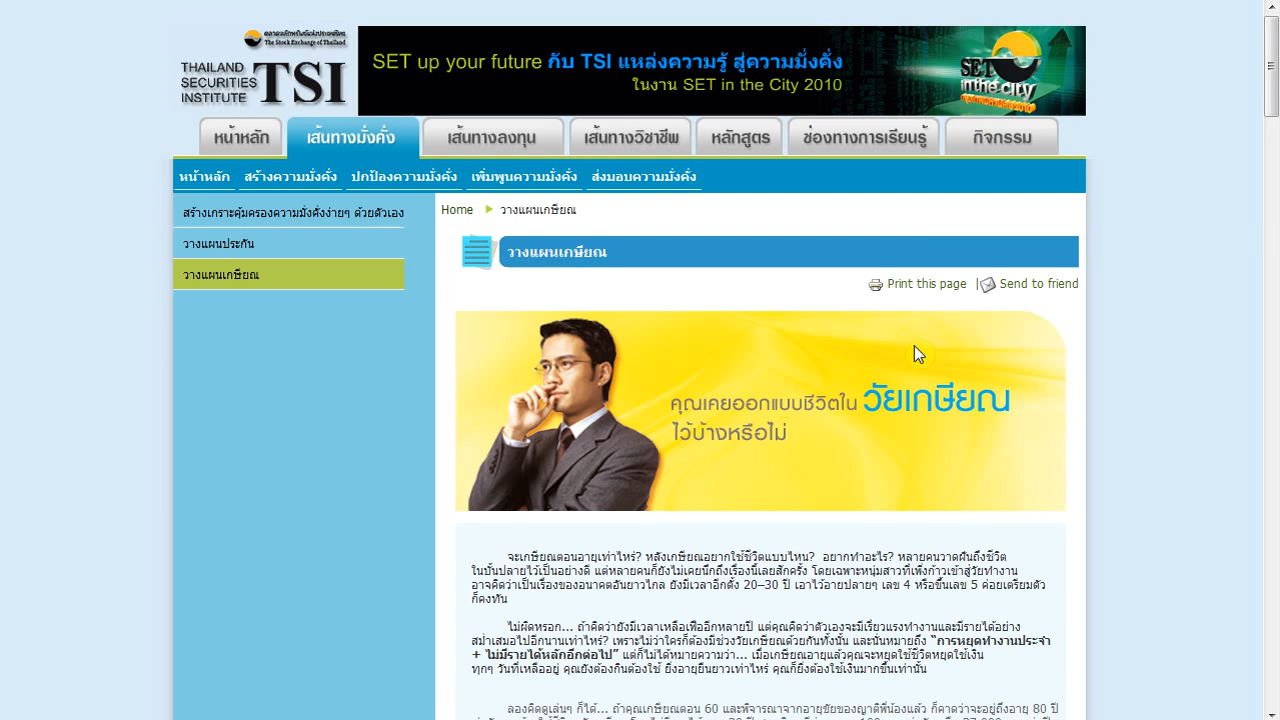 ตลาดหลักทรัพย์แห่งประเทศไทย
The Stock Exchange of Thailand
THAILAND
SECURITIES
INSTITUTE
TSI
SET up your future กับ TSI แหล่งความรู้ สู่ความมั่งคั่ง
ในงาน SET in the City 2010
SET
in the city
หน้าหลัก
เส้นทางมั่งคั่ง
เส้นทางลงทุน
เส้นทางวิชาชีพ
หลักสูตร
ช่องทางการเรียนรู้
กิจกรรม
หน้าหลัก สร้างความมั่งคั่ง ปกป้องความมั่งคั่ง เพิ่มพูนความมั่งคั่ง ส่งมอบความมั่งคั่ง
สร้างเกราะคุ้มครองความมั่งคั่งง่ายๆ ด้วยตัวเอง
วางแผนประกัน
วางแผนเกษียณ
Home วางแผนเกษียณ
วางแผนเกษียณ
Print this page | Send to friend
คุณเคยออกแบบชีวิตใน วัยเกษียณ
ไว้บ้างหรือไม่
จะเกษียณตอนอายุเท่าไหร่? หลังเกษียณอยากใช้ชีวิตแบบไหน? อยากทำอะไร? หลายคนวาดฝันถึงชีวิต
ในบั้นปลายไว้เป็นอย่างดี แต่หลายคนก็ยังไม่เคยนึกถึงเรื่องนี้เลยสักครั้ง โดยเฉพาะหนุ่มสาวที่เพิ่งก้าวเข้าสู่วัยทำงาน
อาจคิดว่าเป็นเรื่องของอนาคตอันยาวไกล ยังมีเวลาอีกตั้ง 20–30 ปี เอาไว้อายุปลายๆ เลข 4 หรือขึ้นเลข 5 ค่อยเตรียมตัว
ก็คงทัน
ไม่ผิดหรอก... ถ้าคิดว่ายังมีเวลาเหลือเฟืออีกหลายปี แต่คุณคิดว่าตัวเองจะมีเรี่ยวแรงทำงานและมีรายได้อย่าง
สม่ำเสมอไปอีกนานเท่าไหร่? เพราะไม่ว่าใครก็ต้องมีช่วงวัยเกษียณด้วยกันทั้งนั้น และนั่นหมายถึง “การหยุดทำงานประจำ
+ ไม่มีรายได้หลักอีกต่อไป” แต่ก็ไม่ได้หมายความว่า... เมื่อเกษียณอายุแล้วคุณจะหยุดใช้ชีวิตหยุดใช้เงิน
ทุกๆ วันที่เหลืออยู่ คุณยังต้องกินต้องใช้ ยิ่งอายุยืนยาวเท่าไหร่ คุณก็ยิ่งต้องใช้เงินมากขึ้นเท่านั้น
ลองคิดดูเล่นๆ ก็ได้... ถ้าคุณเกษียณตอน 60 และพิจารณาจากอายุขัยของญาติพี่น้องแล้ว ก็คาดว่าจะอยู่ถึงอายุ 80 ปี